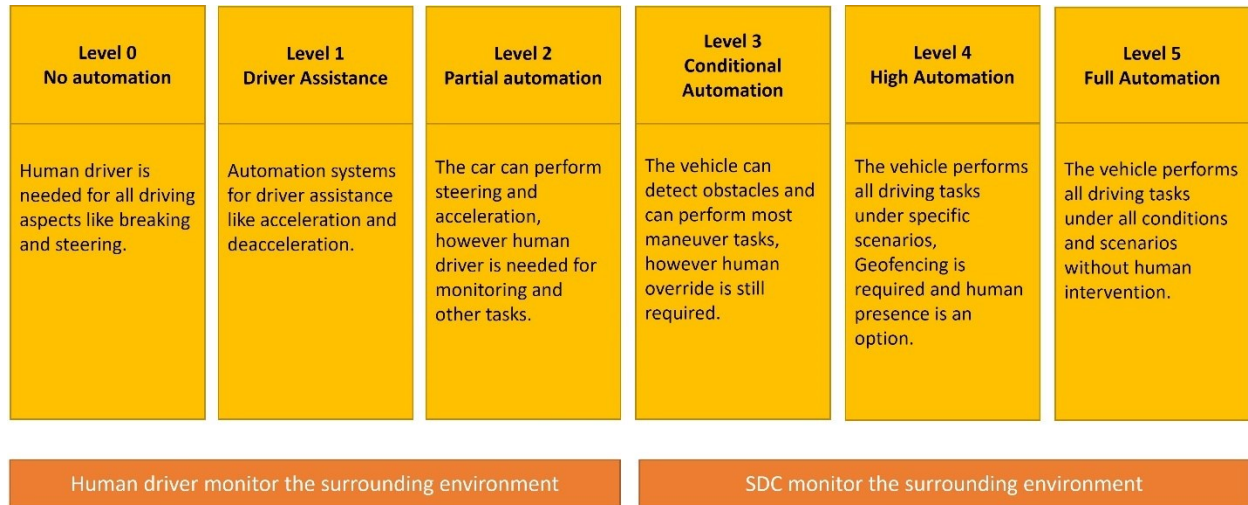 Level 0
No automation
Human driver is
needed for all driving
aspects like breaking
and steering.
Level 1
Driver Assistance
Automation systems
for driver assistance
like acceleration and
deacceleration.
Level 2
Partial automation
The car can perform
steering and
acceleration,
however human
driver is needed for
monitoring and
other tasks.
Level 3
Conditional
Automation
The vehicle can
detect obstacles and
can perform most
maneuver tasks,
however human
override is still
required.
Level 4
High Automation
The vehicle performs
all driving tasks
under specific
scenarios,
Geofencing is
required and human
presence is an
option.
Level 5
Full Automation
The vehicle performs
all driving tasks
under all conditions
and scenarios
without human
intervention.
Human driver monitor the surrounding environment
SDC monitor the surrounding environment